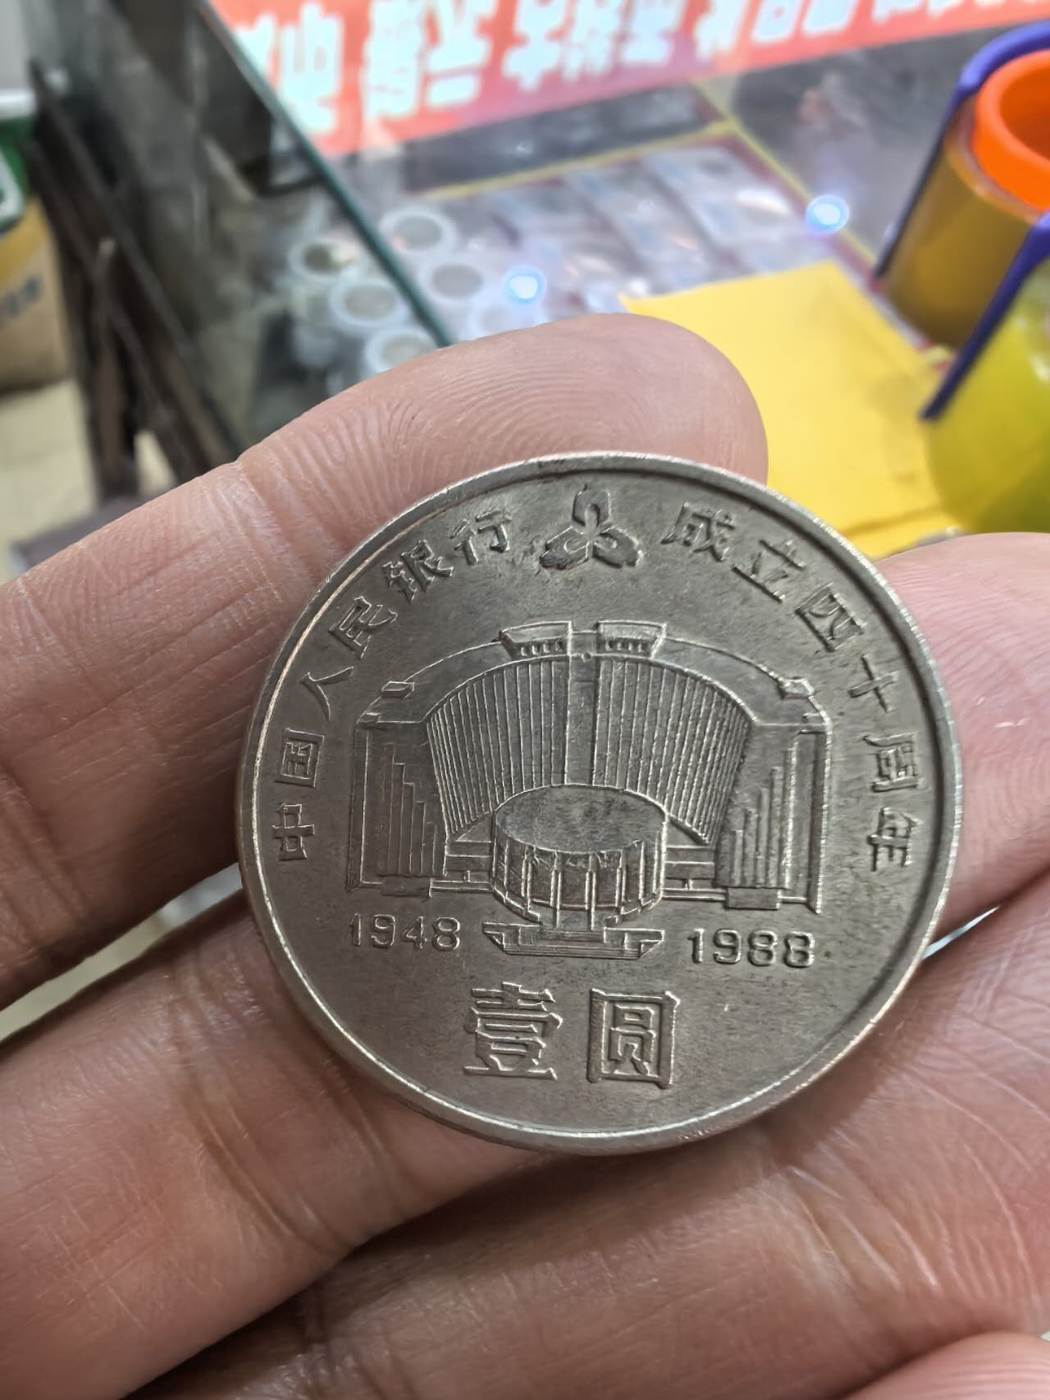 中国人民银行 成立四十周年
1948 1988
壹圆